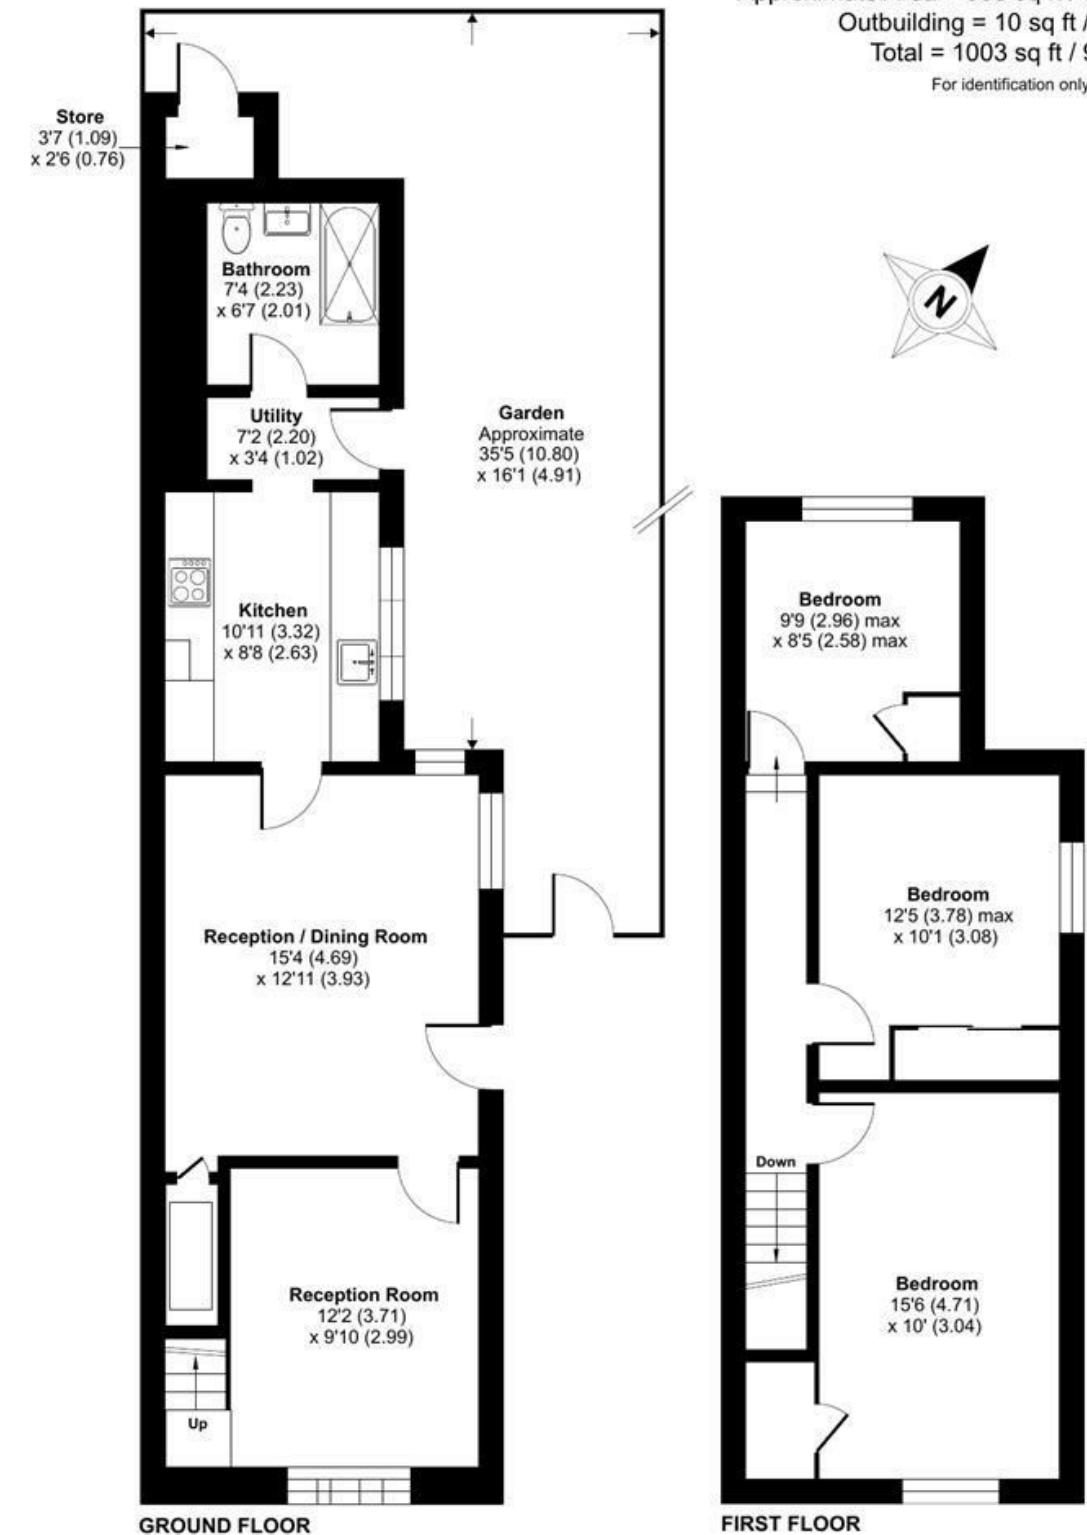 Outbuilding = 10 sq ft /
Total = 1003 sq ft / 9
For identification only
Store
3'7 (1.09)
x 2'6 (0.76)
Bathroom
7'4 (2.23)
x 6'7 (2.01)
N
Utility
7'2 (2.20)
x 3'4 (1.02)
Garden
Approximate
35'5 (10.80)
x 16'1 (4.91)
Kitchen
10'11 (3.32)
x 8'8 (2.63)
Bedroom
9'9 (2.96) max
x 8'5 (2.58) max
Reception / Dining Room
15'4 (4.69)
x 12'11 (3.93)
Bedroom
12'5 (3.78) max
x 10'1 (3.08)
Down
Reception Room
12'2 (3.71)
x 9'10 (2.99)
Bedroom
15'6 (4.71)
x 10' (3.04)
Up
GROUND FLOOR
FIRST FLOOR